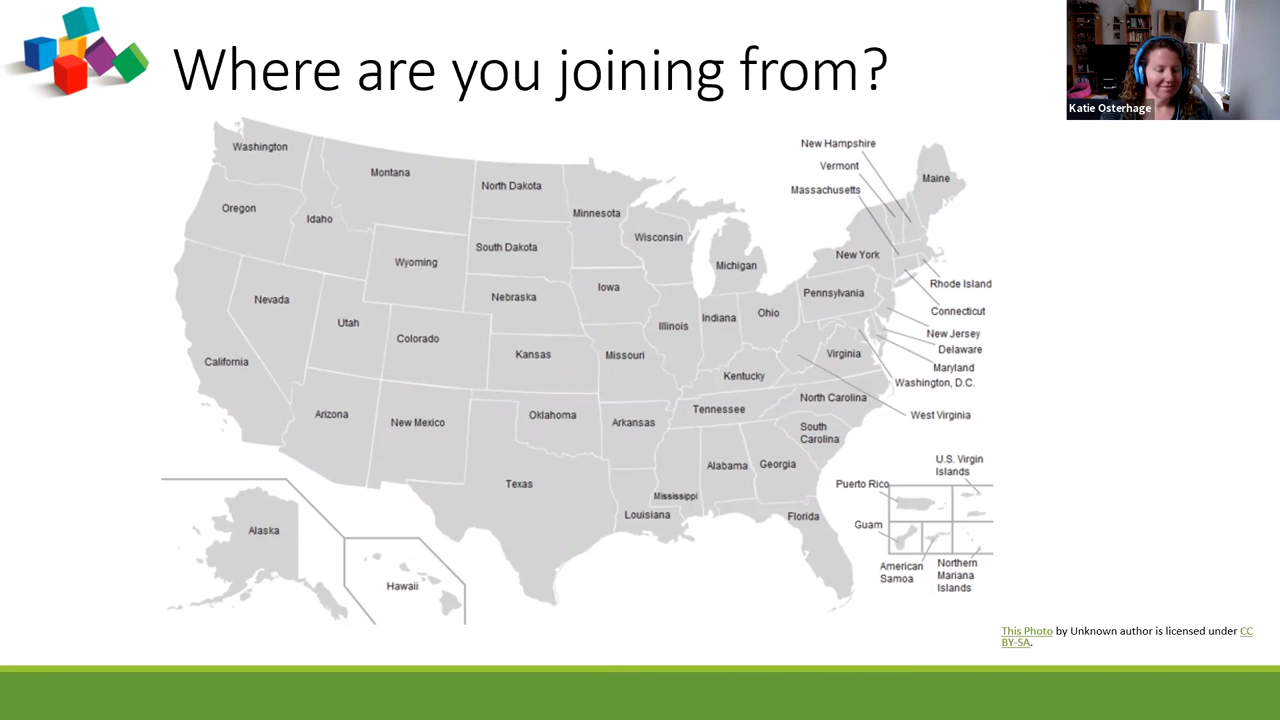 Where are you joining from?
Katie Osterhage
Washington
Montana
North Dakota
Minnesota
Oregon
Idaho
Wyoming
South Dakota
Wisconsin
Michigan
New Hampshire
Vermont
Massachusetts
Maine
New York
Nevada
Utah
Colorado
Nebraska
Iowa
Illinois
Indiana
Ohio
Pennsylvania
Rhode Island
Connecticut
New Jersey
Delaware
Maryland
Washington, D.C.
West Virginia
California
Kansas
Missouri
Kentucky
Virginia
Arizona
New Mexico
Oklahoma
Arkansas
Tennessee
North Carolina
South
Carolina
Texas
Louisiana
Mississippi
Alabama
Georgia
Florida
Alaska
Hawaii
U.S. Virgin
Islands
Puerto Rico
Guam
American
Samoa
Northern
Mariana
Islands
This Photo by Unknown author is licensed under CC
BY-SA.